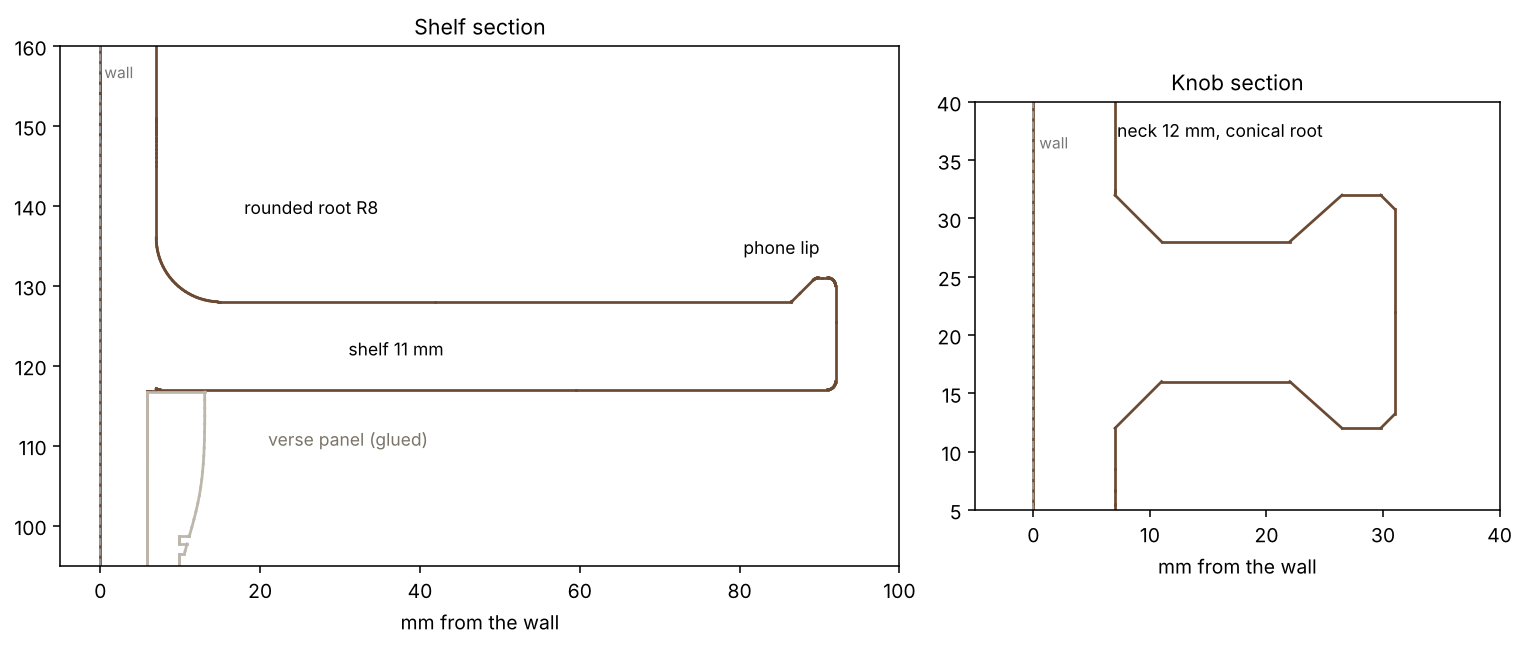 Shelf section
160
150
140
130
120
110
100
wall
rounded root R8
phone lip
shelf 11 mm
verse panel (glued)
0
20
40
60
80
100
mm from the wall
Knob section
40
35
30
25
20
15
10
5
neck 12 mm, conical root
wall
0
10
20
30
40
mm from the wall